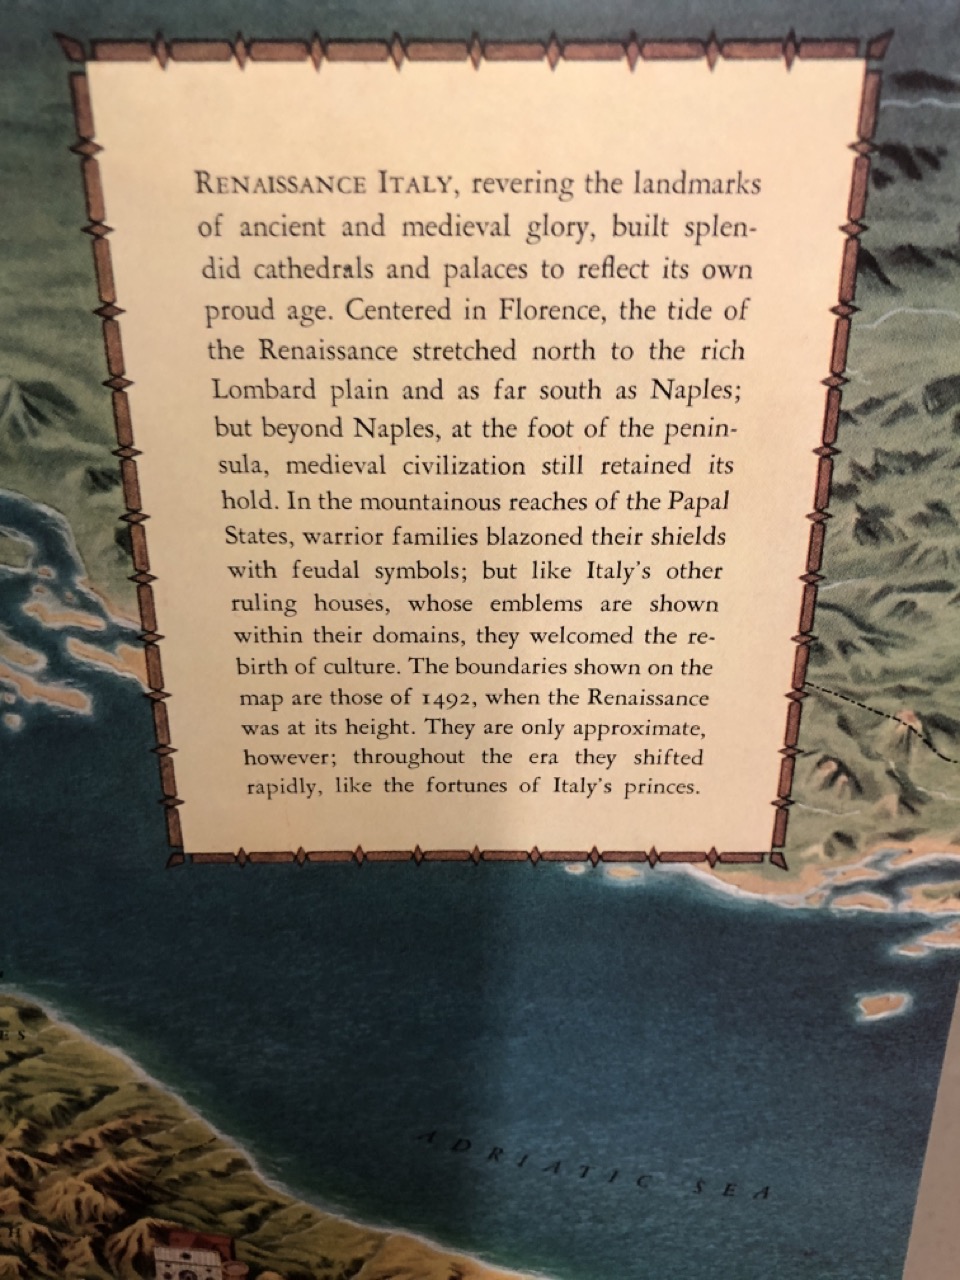 RENAISSANCE ITALY, revering the landmarks
of ancient and medieval glory, built splen-
did cathedrals and palaces to reflect its own
proud age. Centered in Florence, the tide of
the Renaissance stretched north to the rich
Lombard plain and as far south as Naples;
but beyond Naples, at the foot of the penin-
sula, medieval civilization still retained its
hold. In the mountainous reaches of the Papal
States, warrior families blazoned their shields
with feudal symbols; but like Italy's other
ruling houses, whose emblems are shown
within their domains, they welcomed the re-
birth of culture. The boundaries shown on the
map are those of 1492, when the Renaissance
was at its height. They are only approximate,
however; throughout the era they shifted
rapidly, like the fortunes of Italy's princes.
ADRIATIC SEA